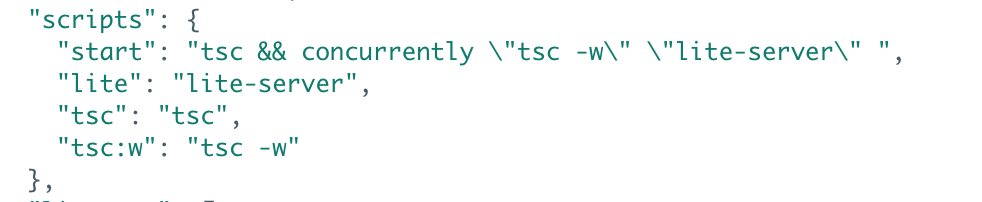 "scripts": {
"start": "tsc && concurrently \"tsc -w\" \"lite-server\" ",
"lite": "lite-server",
"tsc": "tsc",
"tsc:w": "tsc -w"
},